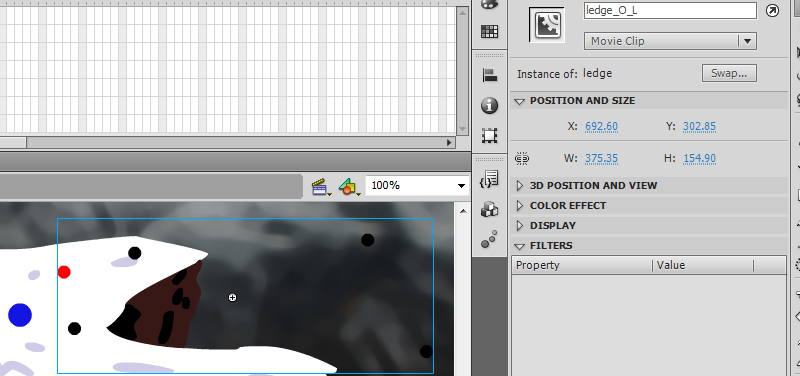 ledge_O_L
Movie Clip
Instance of: ledge Swap...
POSITION AND SIZE
X: 692.60 Y: 302.85
W: 375.35 H: 154.90
3D POSITION AND VIEW
COLOR EFFECT
DISPLAY
FILTERS
Property Value
100%